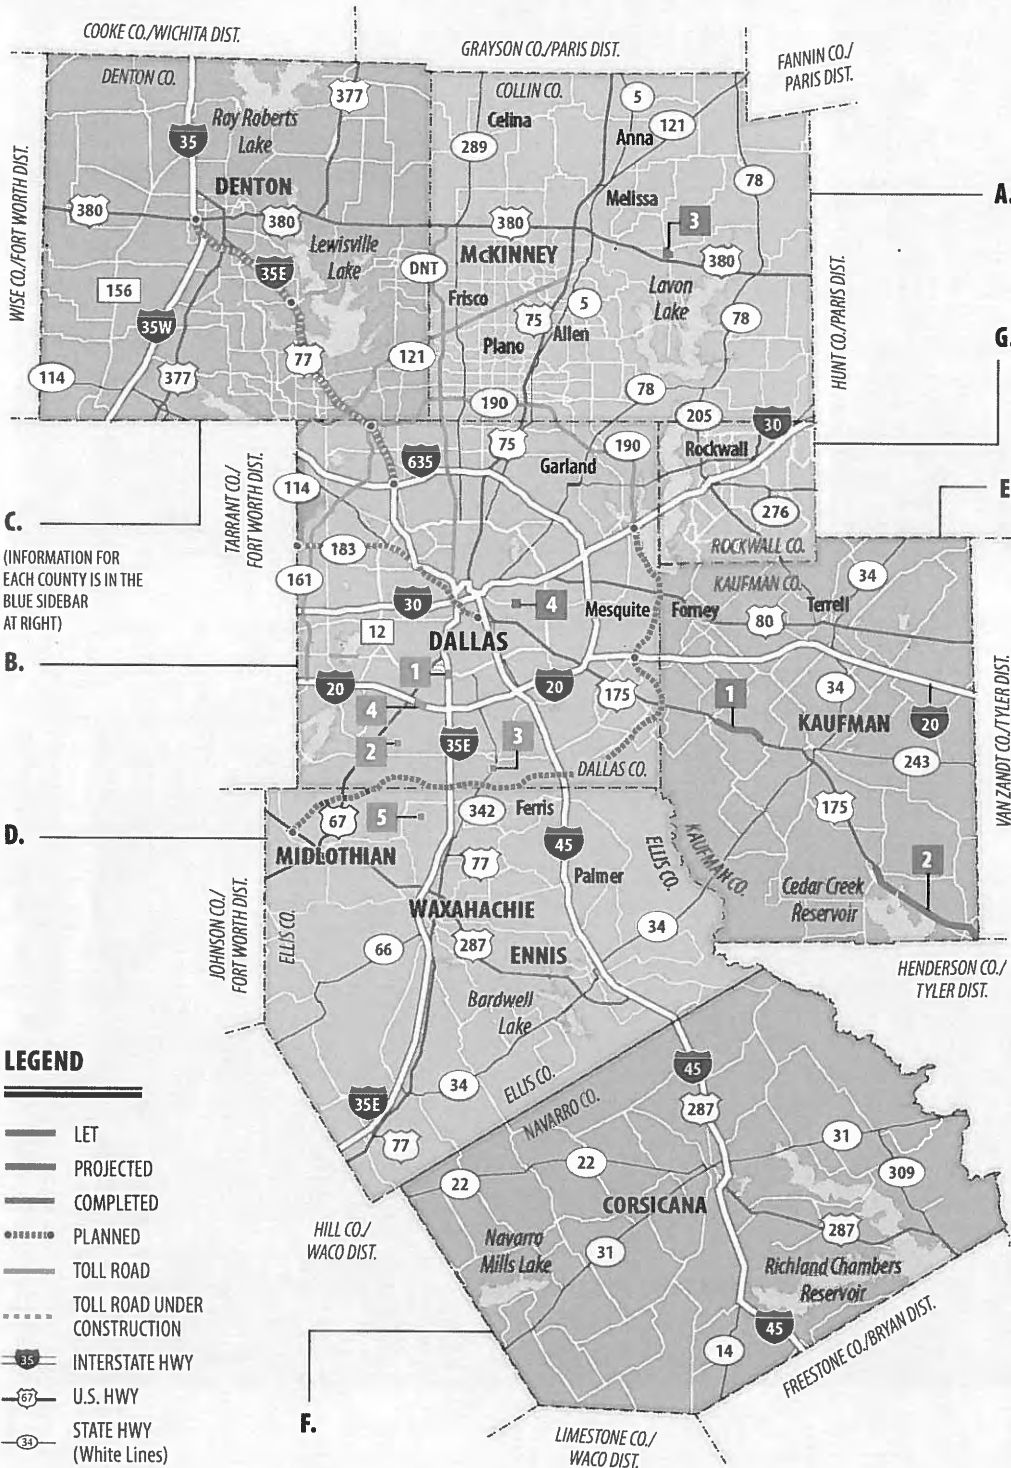 COOKE CO./WICHITA DIST.
GRAYSON CO./PARIS DIST.
FANNIN CO./
PARIS DIST.
DENTON CO.
COLLIN CO.
377
5
Ray Roberts
Lake
Celina
Anna
121
35
289
78
DENTON
Melissa
A.
WISE CO./FORT WORTH DIST.
380
380
380
3
Lewisville
Lake
McKINNEY
380
35E
DNT
HUNT CO./PARIS DIST.
156
Frisco
5
Lavon
Lake
35W
75
Allen
78
77
Plano
G.
114
377
121
78
190
205
30
75
190
Rockwall
635
Garland
TARRANT CO./
FORT WORTH DIST.
114
E.
276
C.
(INFORMATION FOR
EACH COUNTY IS IN THE
BLUE SIDEBAR
AT RIGHT)
183
ROCKWALL CO.
161
KAUFMAN CO.
34
30
4
Mesquite
Forney
Terrell
80
12
DALLAS
B.
1
20
20
175
34
1
4
KAUFMAN
20
VAN ZANDT CO./TYLER DIST.
2
35E
3
243
DALLAS CO.
67
5
342
Ferris
175
D.
MIDLOTHIAN
45
77
ELLIS CO.
KAUFMAN CO.
2
Palmer
Cedar Creek
Reservoir
JOHNSON CO./
FORT WORTH DIST.
ELLIS CO.
WAXAHACHIE
34
66
287
ENNIS
HENDERSON CO./
TYLER DIST.
Bardwell
Lake
LEGEND
45
34
ELLIS CO.
NAVARRO CO.
35E
287
LET
77
31
PROJECTED
22
22
309
COMPLETED
CORSICANA
PLANNED
HILL CO./
WACO DIST.
Navarro
Mills Lake
31
287
TOLL ROAD
Richland Chambers
Reservoir
TOLL ROAD UNDER
CONSTRUCTION
45
35
INTERSTATE HWY
14
FREESTONE CO./BRYAN DIST.
67
U.S. HWY
F.
34
STATE HWY
(White Lines)
LIMESTONE CO./
WACO DIST.